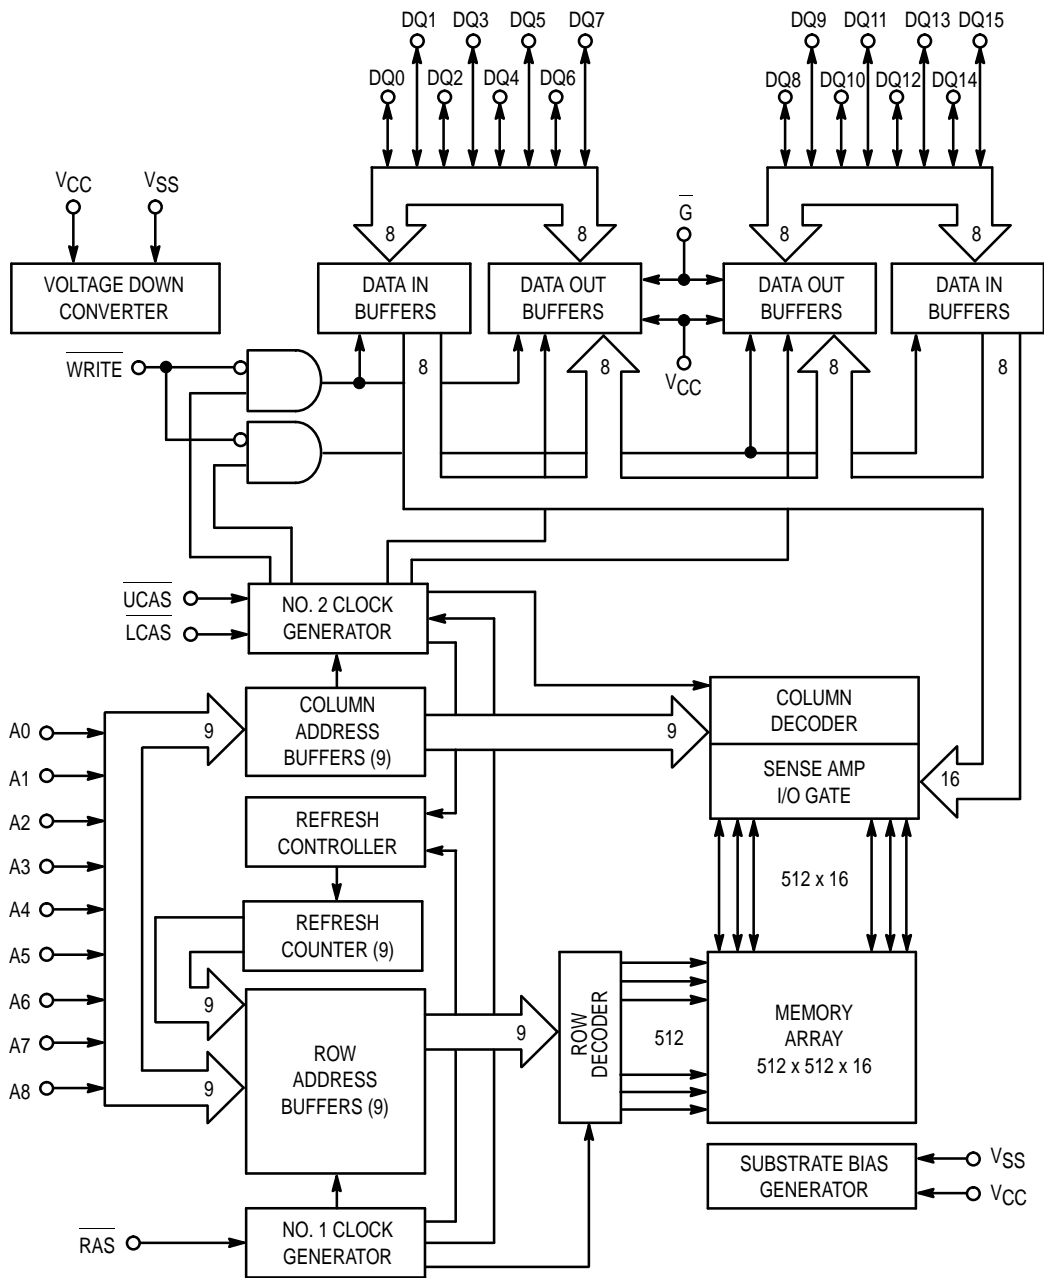 DQ1 DQ3 DQ5 DQ7 DQ9 DQ11 DQ13 DQ15
DQ0 DQ2 DQ4 DQ6 DQ8 DQ10 DQ12 DQ14
VCC VSS G
8 8 8 8
VOLTAGE DOWN
CONVERTER
DATA IN
BUFFERS
DATA OUT
BUFFERS
DATA OUT
BUFFERS
DATA IN
BUFFERS
WRITE
8 8 VCC 8 8
UCAS
LCAS
NO. 2 CLOCK
GENERATOR
A0
A1
A2
A3
A4
A5
A6
A7
A8
9
COLUMN
ADDRESS
BUFFERS (9)
9
COLUMN
DECODER
SENSE AMP
I/O GATE
16
REFRESH
CONTROLLER
512 x 16
REFRESH
COUNTER (9)
9
9
ROW
ADDRESS
BUFFERS (9)
9
ROW
DECODER
512
MEMORY
ARRAY
512 x 512 x 16
SUBSTRATE BIAS
GENERATOR
VSS
VCC
RAS
NO. 1 CLOCK
GENERATOR